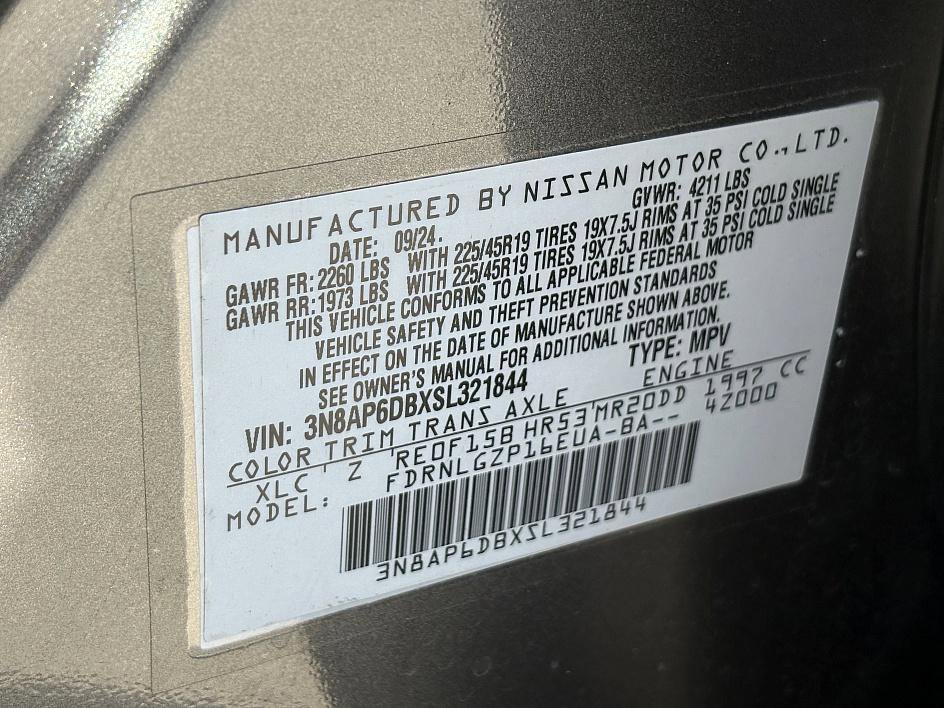 MANUFACTURED BY NISSAN MOTOR CO.,LTD.
DATE: 09/24. GVWR: 4211 LBS
GAWR FR: 2260 LBS WITH 225/45R19 TIRES 19X7.5J RIMS AT 35 PSI COLD SINGLE
GAWR RR: 1973 LBS WITH 225/45R19 TIRES 19X7.5J RIMS AT 35 PSI COLD SINGLE
THIS VEHICLE CONFORMS TO ALL APPLICABLE FEDERAL MOTOR
VEHICLE SAFETY AND THEFT PREVENTION STANDARDS
IN EFFECT ON THE DATE OF MANUFACTURE SHOWN ABOVE.
SEE OWNER'S MANUAL FOR ADDITIONAL INFORMATION.
VIN: 3N8AP6DBXSL321844 TYPE: MPV
COLOR TRIM TRANS AXLE ENGINE
XLC ' Z RE0F15B HR53'MR20DD 1997 CC
MODEL: FDRNLGZP16EUA-BA-- 4Z000
3N8AP6DBXSL321844